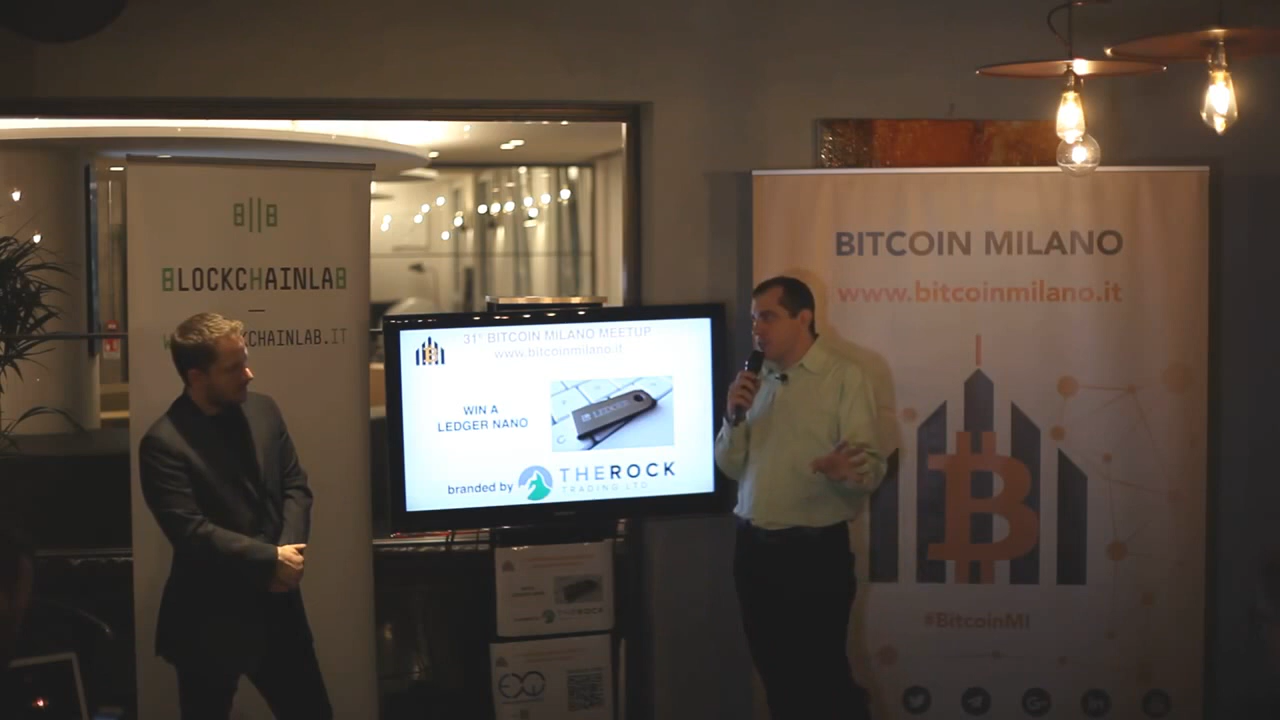 BLOCKCHAINLAB
CHAINLAB.IT
31° BITCOIN MILANO MEETUP
www.bitcoinmilano.it
WIN A
LEDGER NANO
LEDGER
branded by THEROCK
TRADING LTD
THEROCK
BITCOIN MILANO
www.bitcoinmilano.it
#BitcoinMI